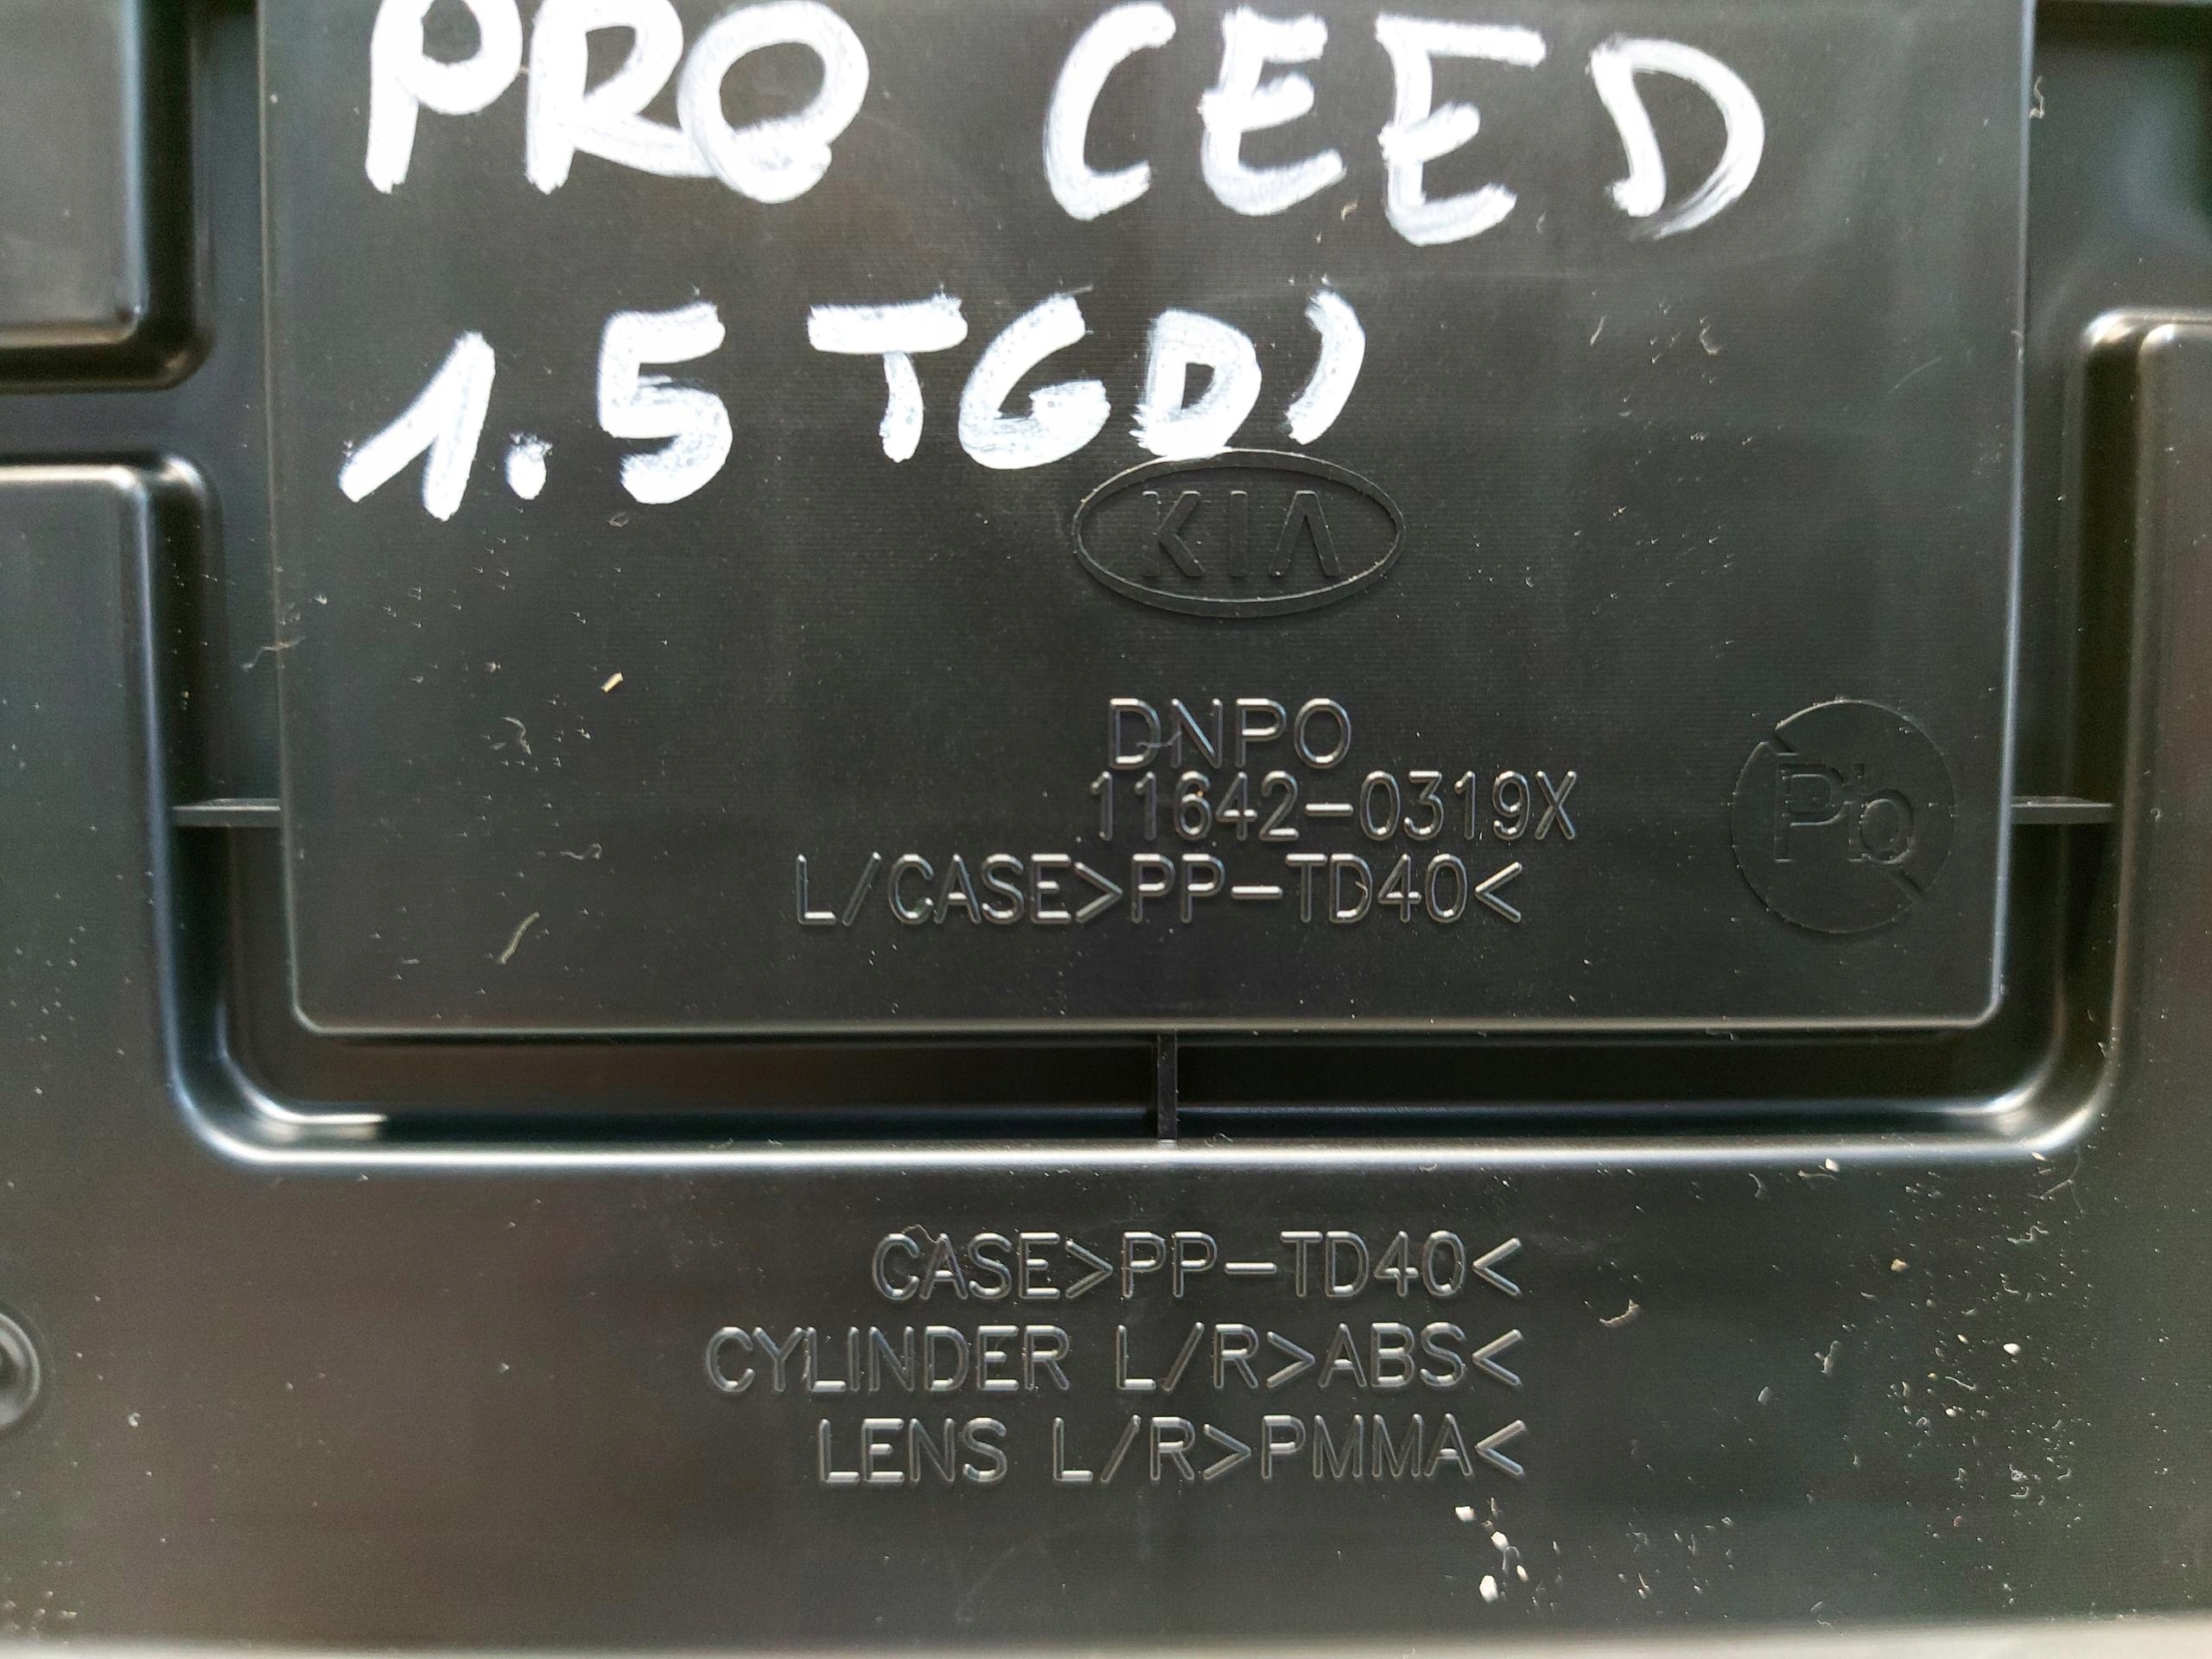 PRO CEED
1.5 TGDI
KIA
DNPO
11642-0319X
Pb
L/CASE>PP-TD40<
CASE>PP-TD40<
CYLINDER L/R>ABS<
LENS L/R>PMMA<